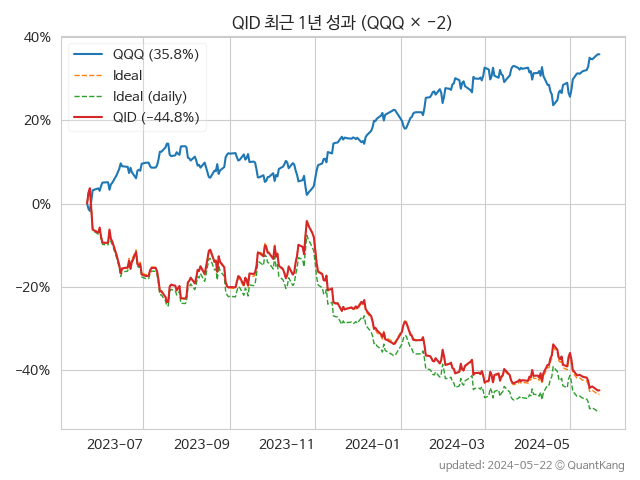 QID 최근 1년 성과 (QQQ × −2)
40%
20%
0%
−20%
−40%
QQQ (35.8%)
Ideal
Ideal (daily)
QID (−44.8%)
2023-07
2023-09
2023-11
2024-01
2024-03
2024-05
updated: 2024-05-22 © QuantKang